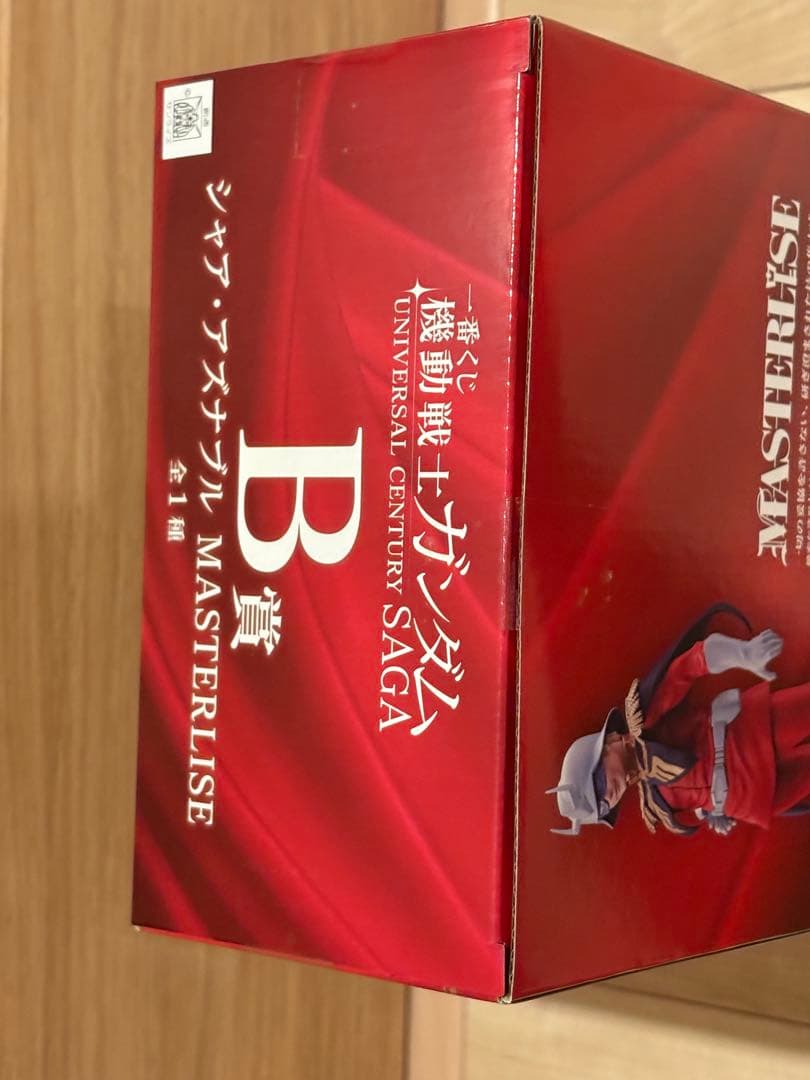 一番くじ
機動戦士ガンダム
UNIVERSAL CENTURY SAGA
B賞
シャア・アズナブル MASTERLISE
全1種
MASTERLISE